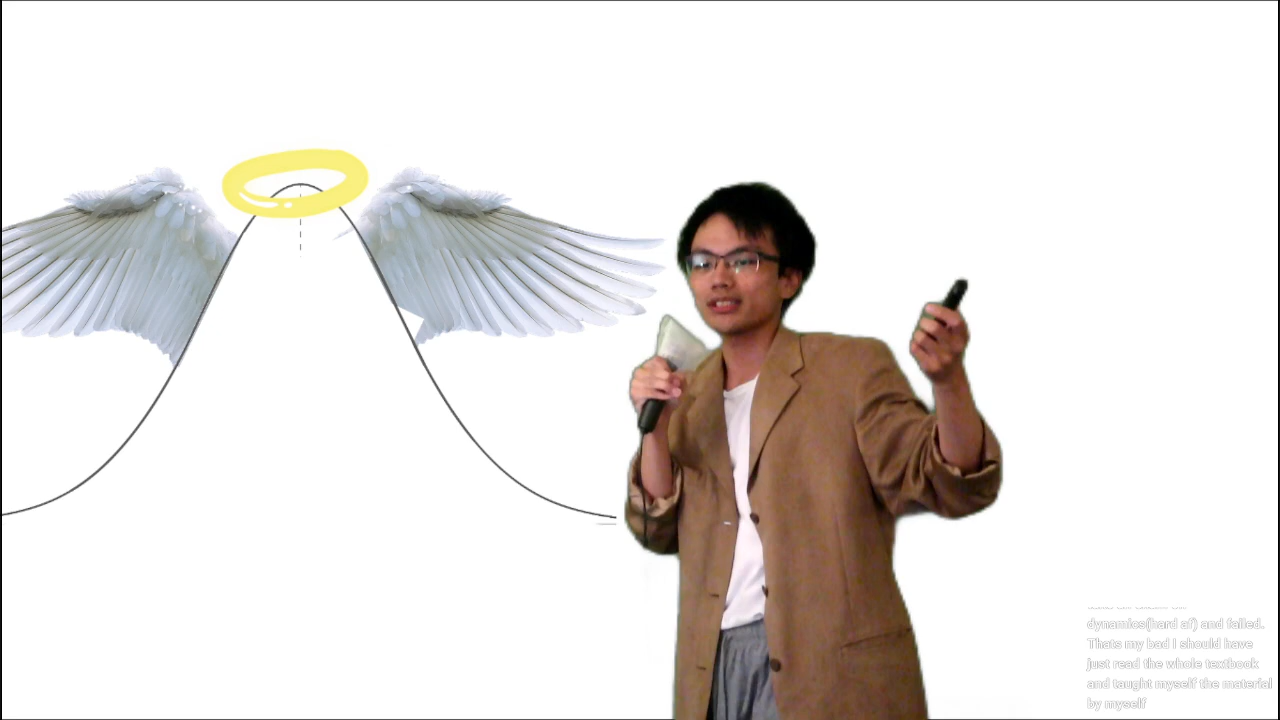 dynamics(hard af) and failed.
Thats my bad I should have
just read the whole textbook
and taught myself the material
by myself